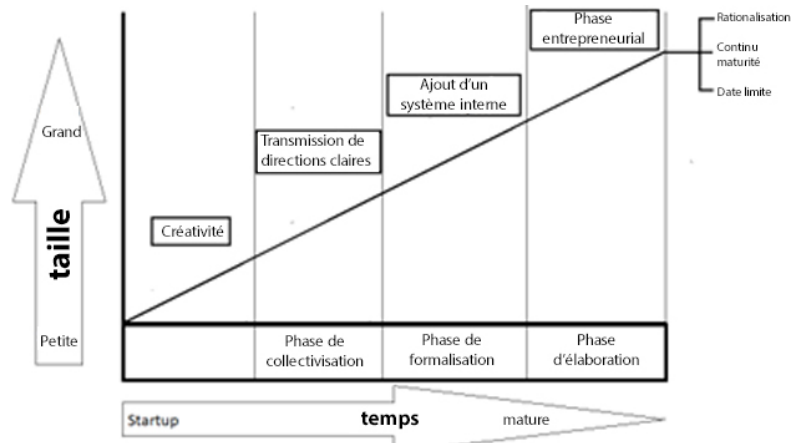 Phase
entrepreneurial
Rationalisation
Continu
maturité
Date limite
Ajout d'un
système interne
Transmission de
directions claires
Créativité
Grand
taille
Petite
Phase de
collectivisation
Phase de
formalisation
Phase
d'élaboration
Startup
temps
mature